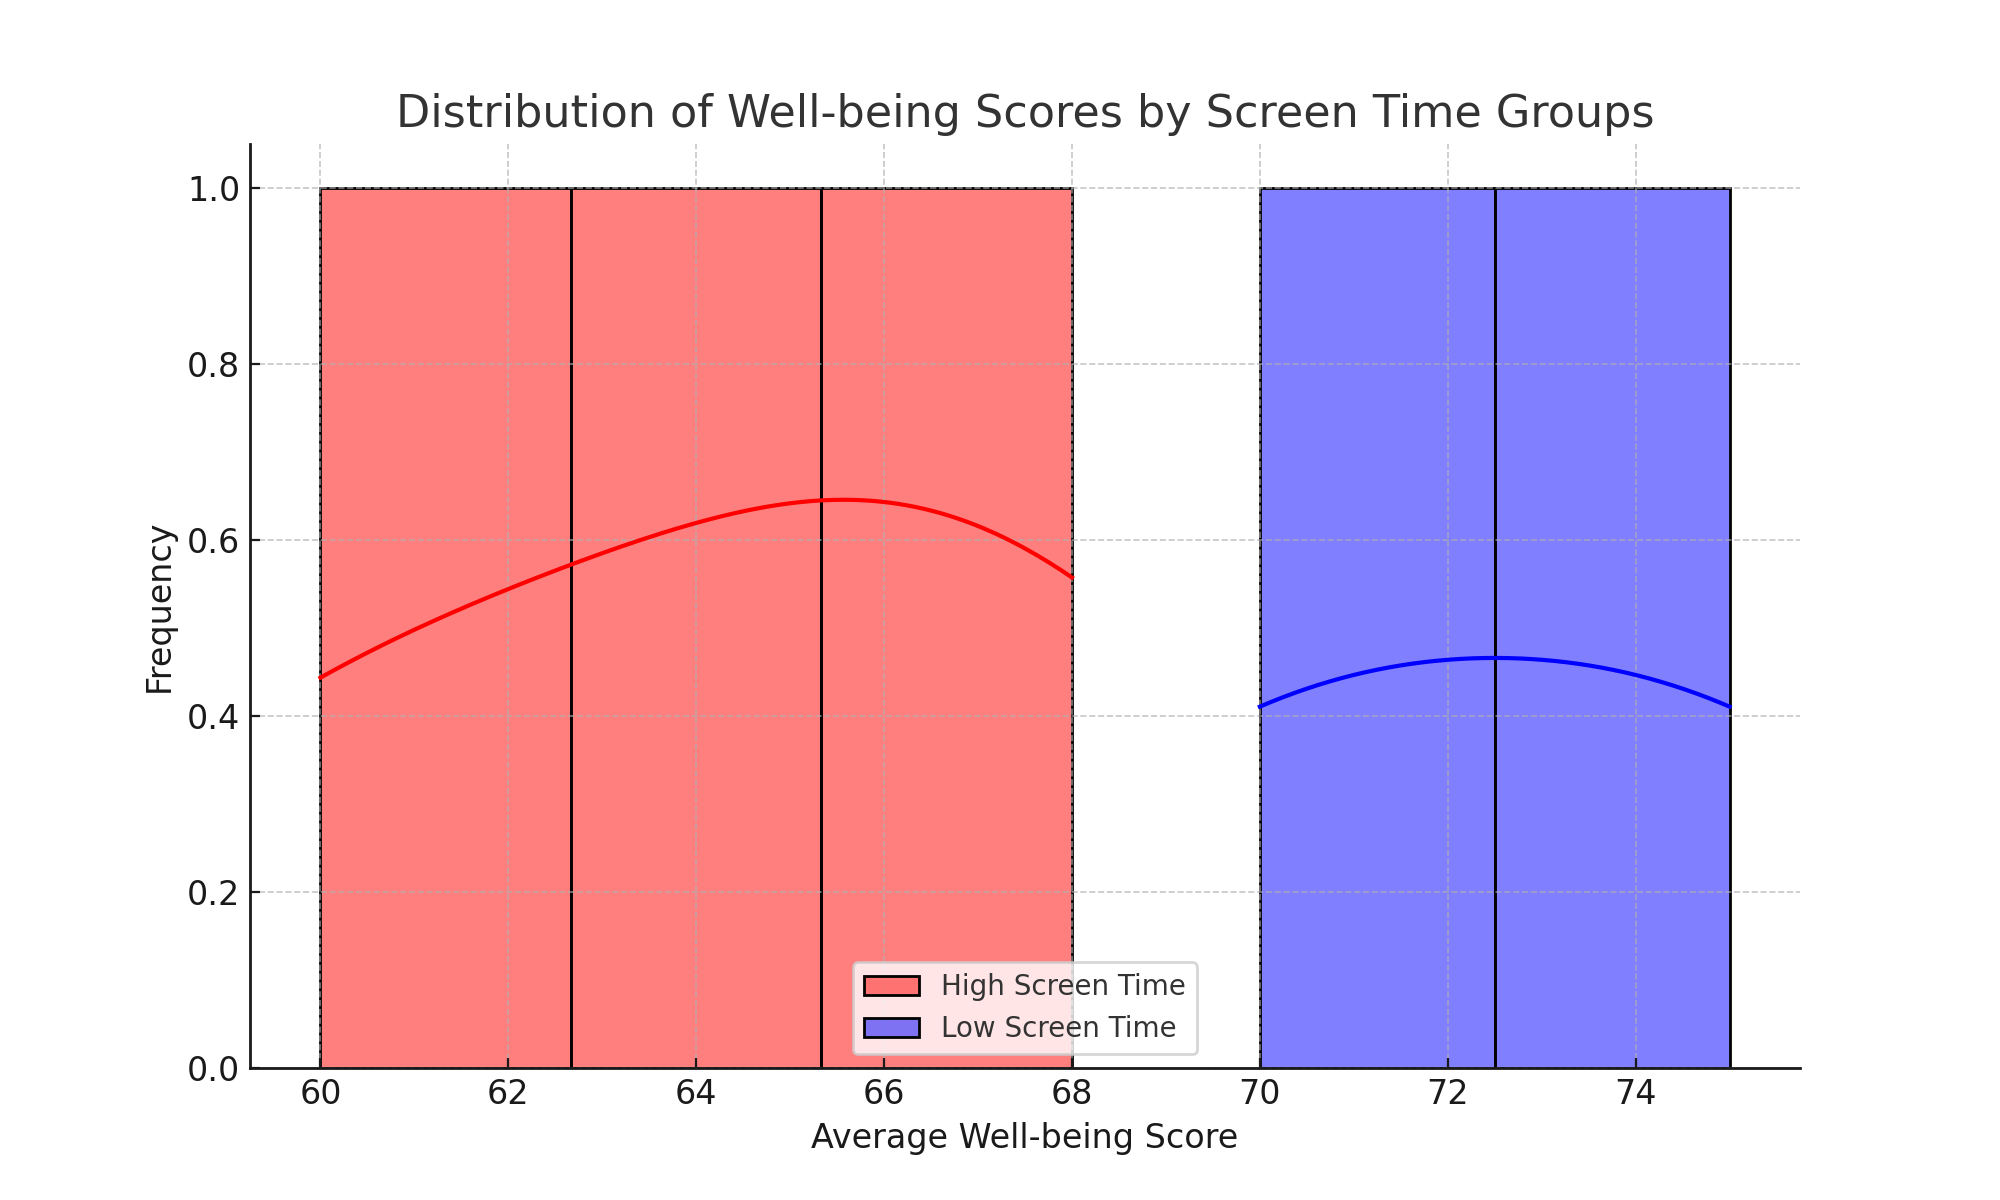 Distribution of Well-being Scores by Screen Time Groups
1.0
0.8
0.6
0.4
0.2
0.0
Frequency
High Screen Time
Low Screen Time
60 62 64 66 68 70 72 74
Average Well-being Score